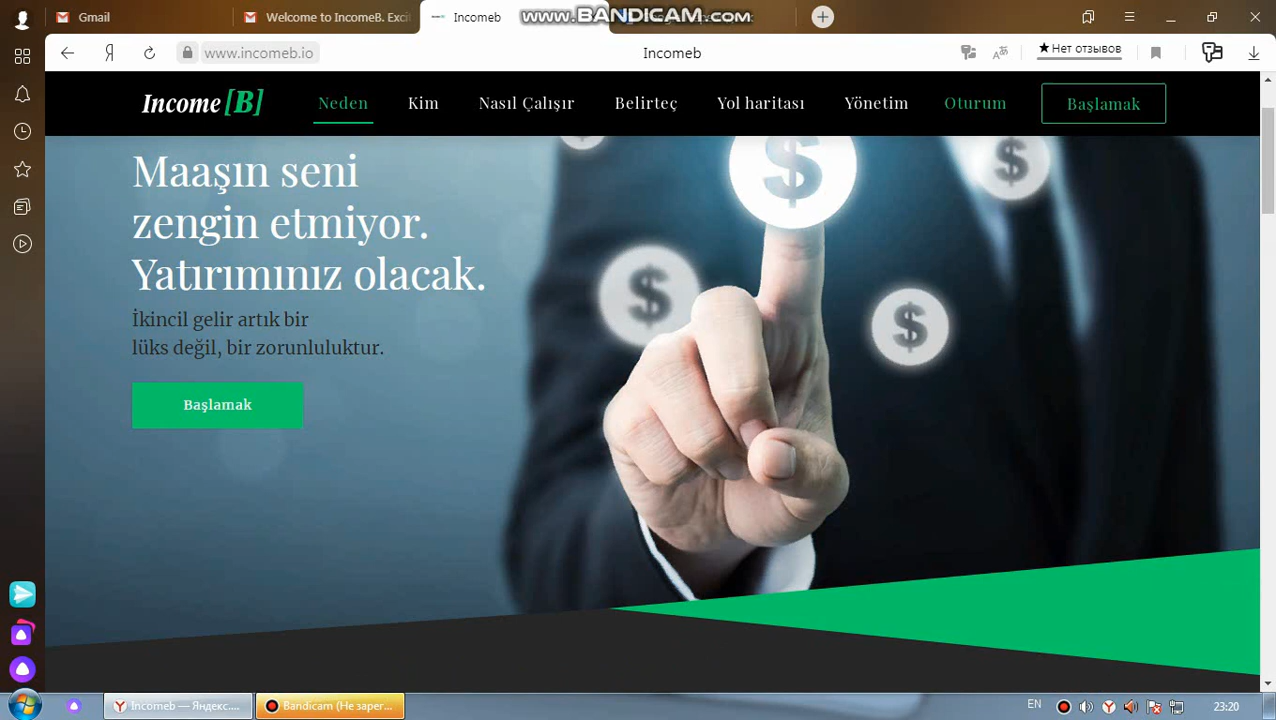 Gmail
Welcome to IncomeB. Excit
Incomeb
www.BANDICAM.com
www.incomeb.io
Incomeb
★Нет отзывов
Income [B]
Neden
Kim
Nasıl Çalışır
Belirteç
Yol haritası
Yönetim
Oturum
Başlamak
Maaşın seni
zengin etmiyor.
Yatırımınız olacak.
İkincil gelir artık bir
lüks değil, bir zorunluluktur.
Başlamak
Incomeb — Яндекс....
Bandicam (Не зарег...
EN
23:20